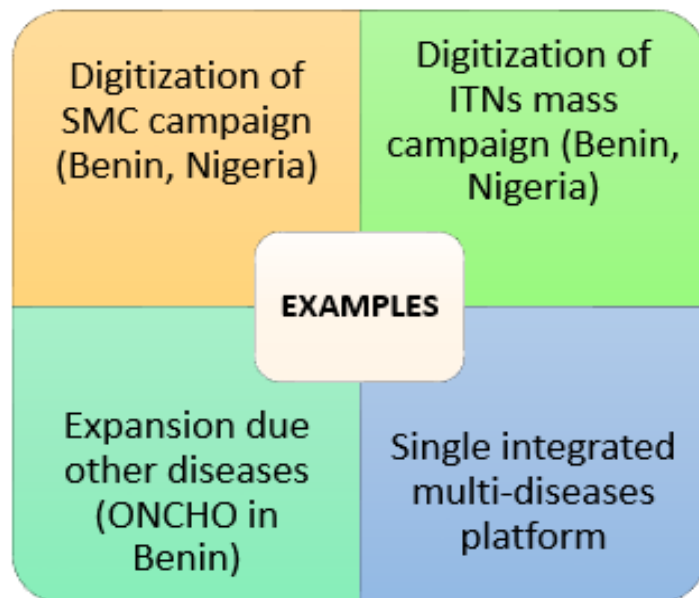 Digitization of
SMC campaign
(Benin, Nigeria)
Digitization of
ITNs mass
campaign (Benin,
Nigeria)
EXAMPLES
Expansion due
other diseases
(ONCHO in
Benin)
Single integrated
multi-diseases
platform